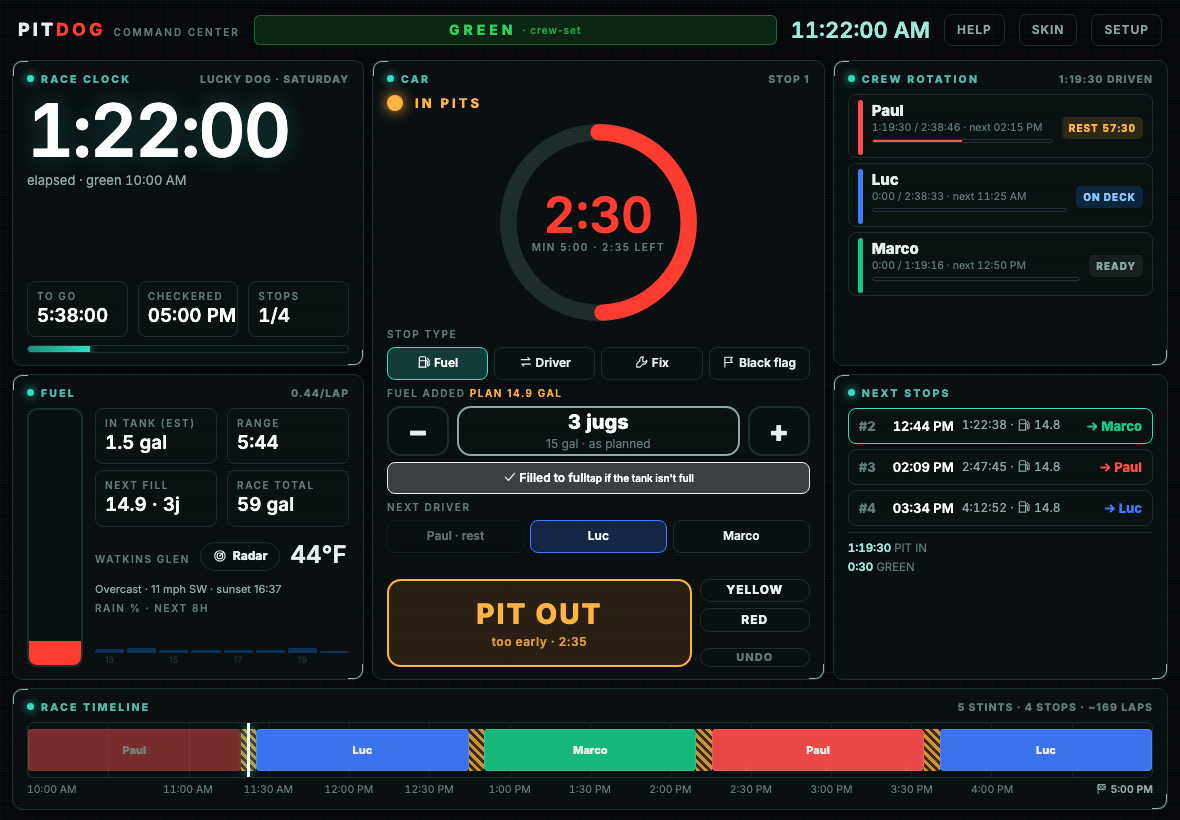 PITDOG COMMAND CENTER
GREEN · crew-set
11:22:00 AM
HELP
SKIN
SETUP
RACE CLOCK
LUCKY DOG · SATURDAY
1:22:00
elapsed · green 10:00 AM
TO GO
5:38:00
CHECKERED
05:00 PM
STOPS
1/4
CAR
STOP 1
IN PITS
2:30
MIN 5:00 · 2:35 LEFT
STOP TYPE
Fuel
Driver
Fix
Black flag
FUEL ADDED PLAN 14.9 GAL
−
3 jugs
15 gal · as planned
+
✓ Filled to fulltap if the tank isn't full
NEXT DRIVER
Paul · rest
Luc
Marco
PIT OUT
too early · 2:35
YELLOW
RED
UNDO
CREW ROTATION
1:19:30 DRIVEN
Paul
1:19:30 / 2:38:46 · next 02:15 PM
REST 57:30
Luc
0:00 / 2:38:33 · next 11:25 AM
ON DECK
Marco
0:00 / 1:19:16 · next 12:50 PM
READY
FUEL
0.44/LAP
IN TANK (EST)
1.5 gal
RANGE
5:44
NEXT FILL
14.9 · 3j
RACE TOTAL
59 gal
WATKINS GLEN
Radar
44°F
Overcast · 11 mph SW · sunset 16:37
RAIN % · NEXT 8H
13 15 17 19
NEXT STOPS
#2 12:44 PM 1:22:38 · 14.8 → Marco
#3 02:09 PM 2:47:45 · 14.8 → Paul
#4 03:34 PM 4:12:52 · 14.8 → Luc
1:19:30 PIT IN
0:30 GREEN
RACE TIMELINE
5 STINTS · 4 STOPS · ~169 LAPS
Paul Luc Marco Paul Luc
10:00 AM 11:00 AM 11:30 AM 12:00 PM 12:30 PM 1:00 PM 1:30 PM 2:00 PM 2:30 PM 3:00 PM 3:30 PM 4:00 PM 5:00 PM